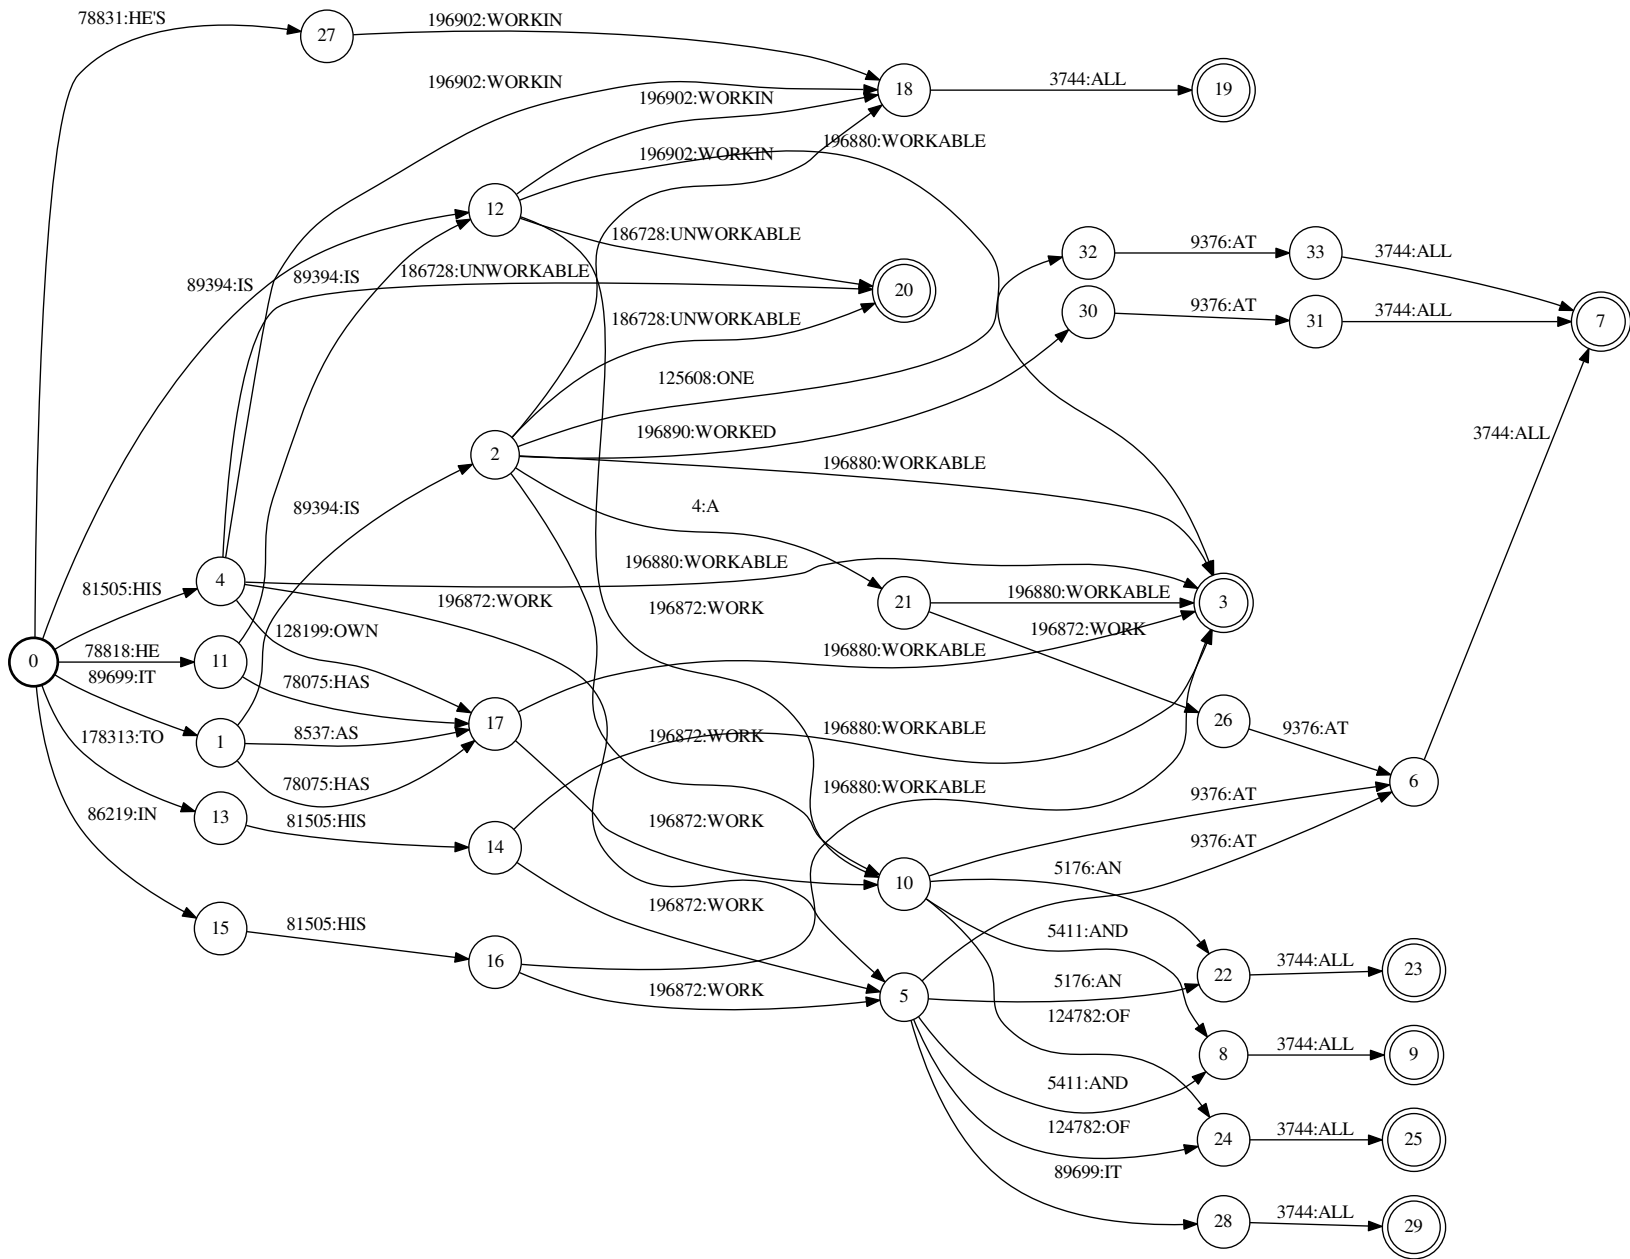 78831:HE'S
27
196902:WORKIN
196902:WORKIN
18
3744:ALL
19
196902:WORKIN
196880:WORKABLE
196902:WORKIN
12
186728:UNWORKABLE
32
9376:AT
33
3744:ALL
89394:IS
89394:IS
186728:UNWORKABLE
20
30
9376:AT
31
3744:ALL
7
186728:UNWORKABLE
125608:ONE
196890:WORKED
3744:ALL
2
196880:WORKABLE
89394:IS
4:A
81505:HIS
4
196880:WORKABLE
196872:WORK
196872:WORK
21
196880:WORKABLE
3
128199:OWN
196872:WORK
0
78818:HE
11
196880:WORKABLE
89699:IT
78075:HAS
178313:TO
1
8537:AS
17
196872:WORK
196880:WORKABLE
26
9376:AT
78075:HAS
196880:WORKABLE
6
86219:IN
13
81505:HIS
14
196872:WORK
9376:AT
9376:AT
10
5176:AN
196872:WORK
15
81505:HIS
16
5411:AND
22
3744:ALL
23
196872:WORK
5
5176:AN
124782:OF
8
3744:ALL
9
5411:AND
124782:OF
24
3744:ALL
25
89699:IT
28
3744:ALL
29